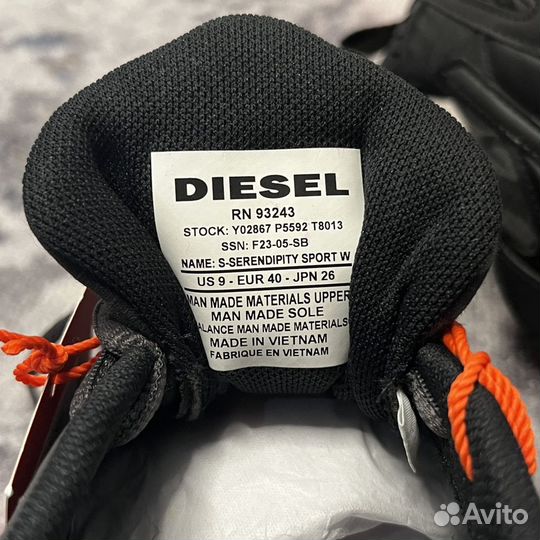 DIESEL
RN 93243
STOCK: Y02867 P5592 T8013
SSN: F23-05-SB
NAME: S-SERENDIPITY SPORT W
US 9 - EUR 40 - JPN 26
MAN MADE MATERIALS UPPER
MAN MADE SOLE
BALANCE MAN MADE MATERIALS
MADE IN VIETNAM
FABRIQUE EN VIETNAM
Avito